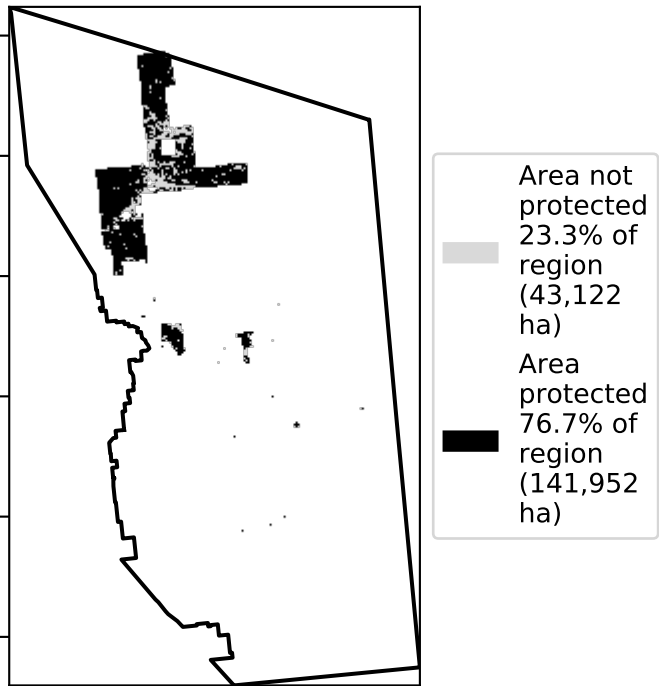 Area not
protected
23.3% of
region
(43,122
ha)
Area
protected
76.7% of
region
(141,952
ha)